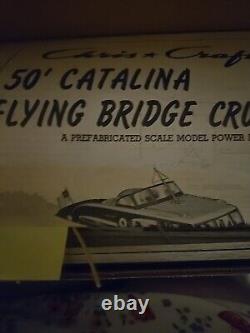 Chris ★ Craft
50' CATALINA
FLYING BRIDGE CRU
A PREFABRICATED SCALE MODEL POWER